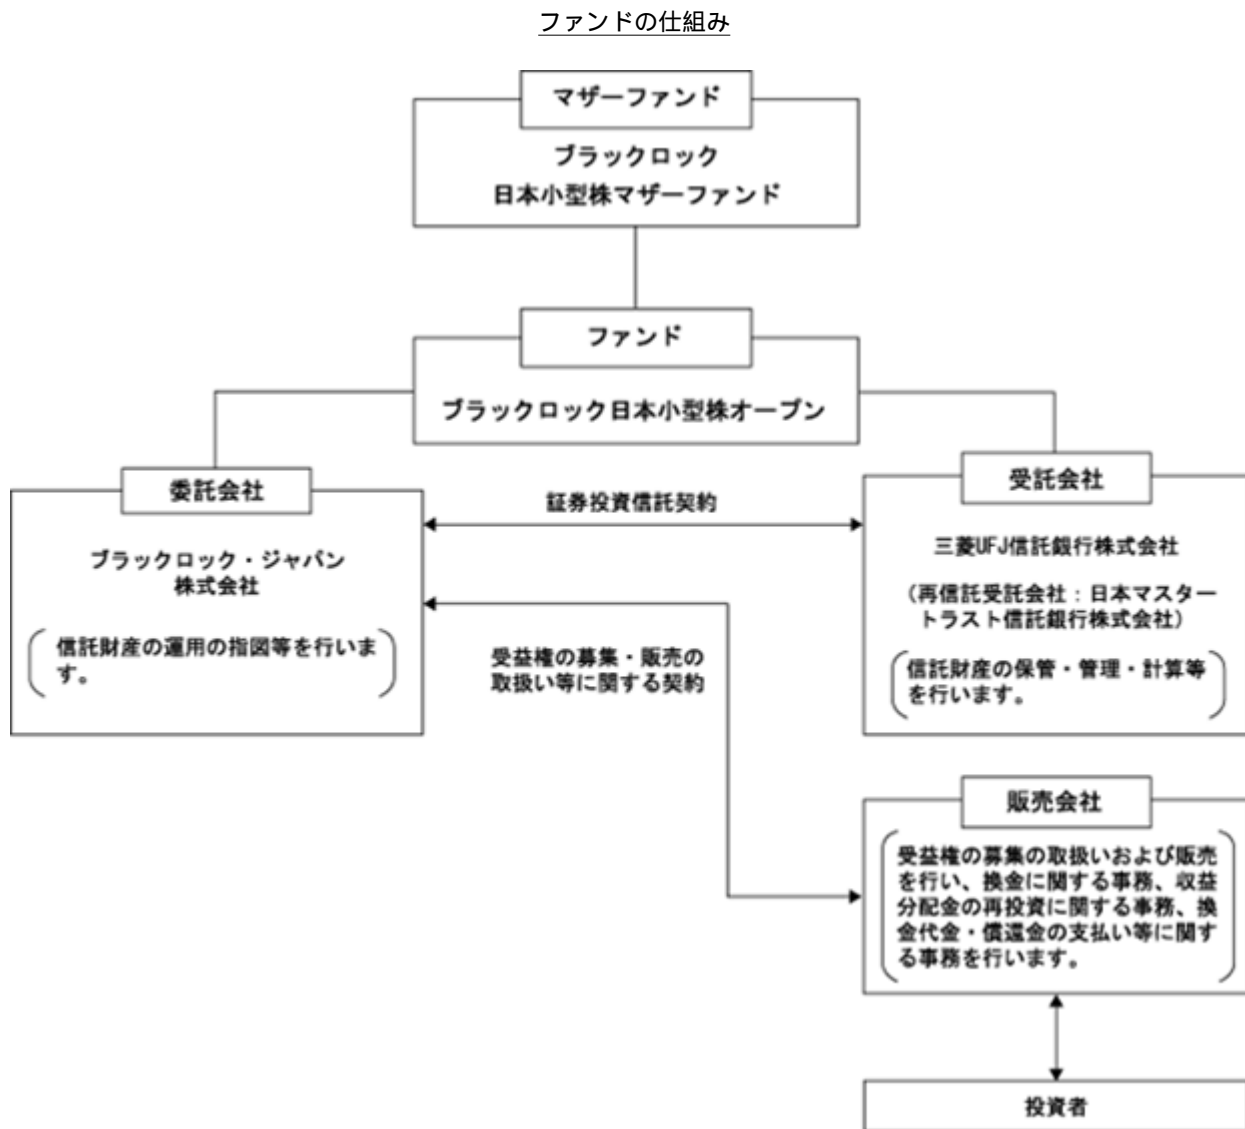 ファンドの仕組み
マザーファンド
ブラックロック
日本小型株マザーファンド
ファンド
ブラックロック日本小型株オープン
委託会社
ブラックロック・ジャパン
株式会社
信託財産の運用の指図等を行いま
す。
証券投資信託契約
受益権の募集・販売の
取扱い等に関する契約
受託会社
三菱UFJ信託銀行株式会社
（再信託受託会社：日本マスター
トラスト信託銀行株式会社）
信託財産の保管・管理・計算等
を行います。
販売会社
受益権の募集の取扱いおよび販売
を行い、換金に関する事務、収益
分配金の再投資に関する事務、換
金代金・償還金の支払い等に関す
る事務を行います。
投資者